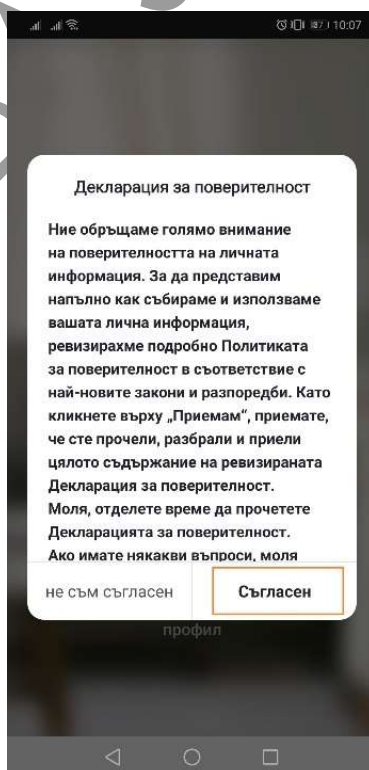 87 10:07
Декларация за поверителност
Ние обръщаме голямо внимание
на поверителността на личната
информация. За да представим
напълно как събираме и използваме
вашата лична информация,
ревизирахме подробно Политиката
за поверителност в съответствие с
най-новите закони и разпоредби. Като
кликнете върху „Приемам“, приемате,
че сте прочели, разбрали и приели
цялото съдържание на ревизираната
Декларация за поверителност.
Моля, отделете време да прочетете
Декларацията за поверителност.
Ако имате някакви въпроси, моля
не съм съгласен Съгласен
профил